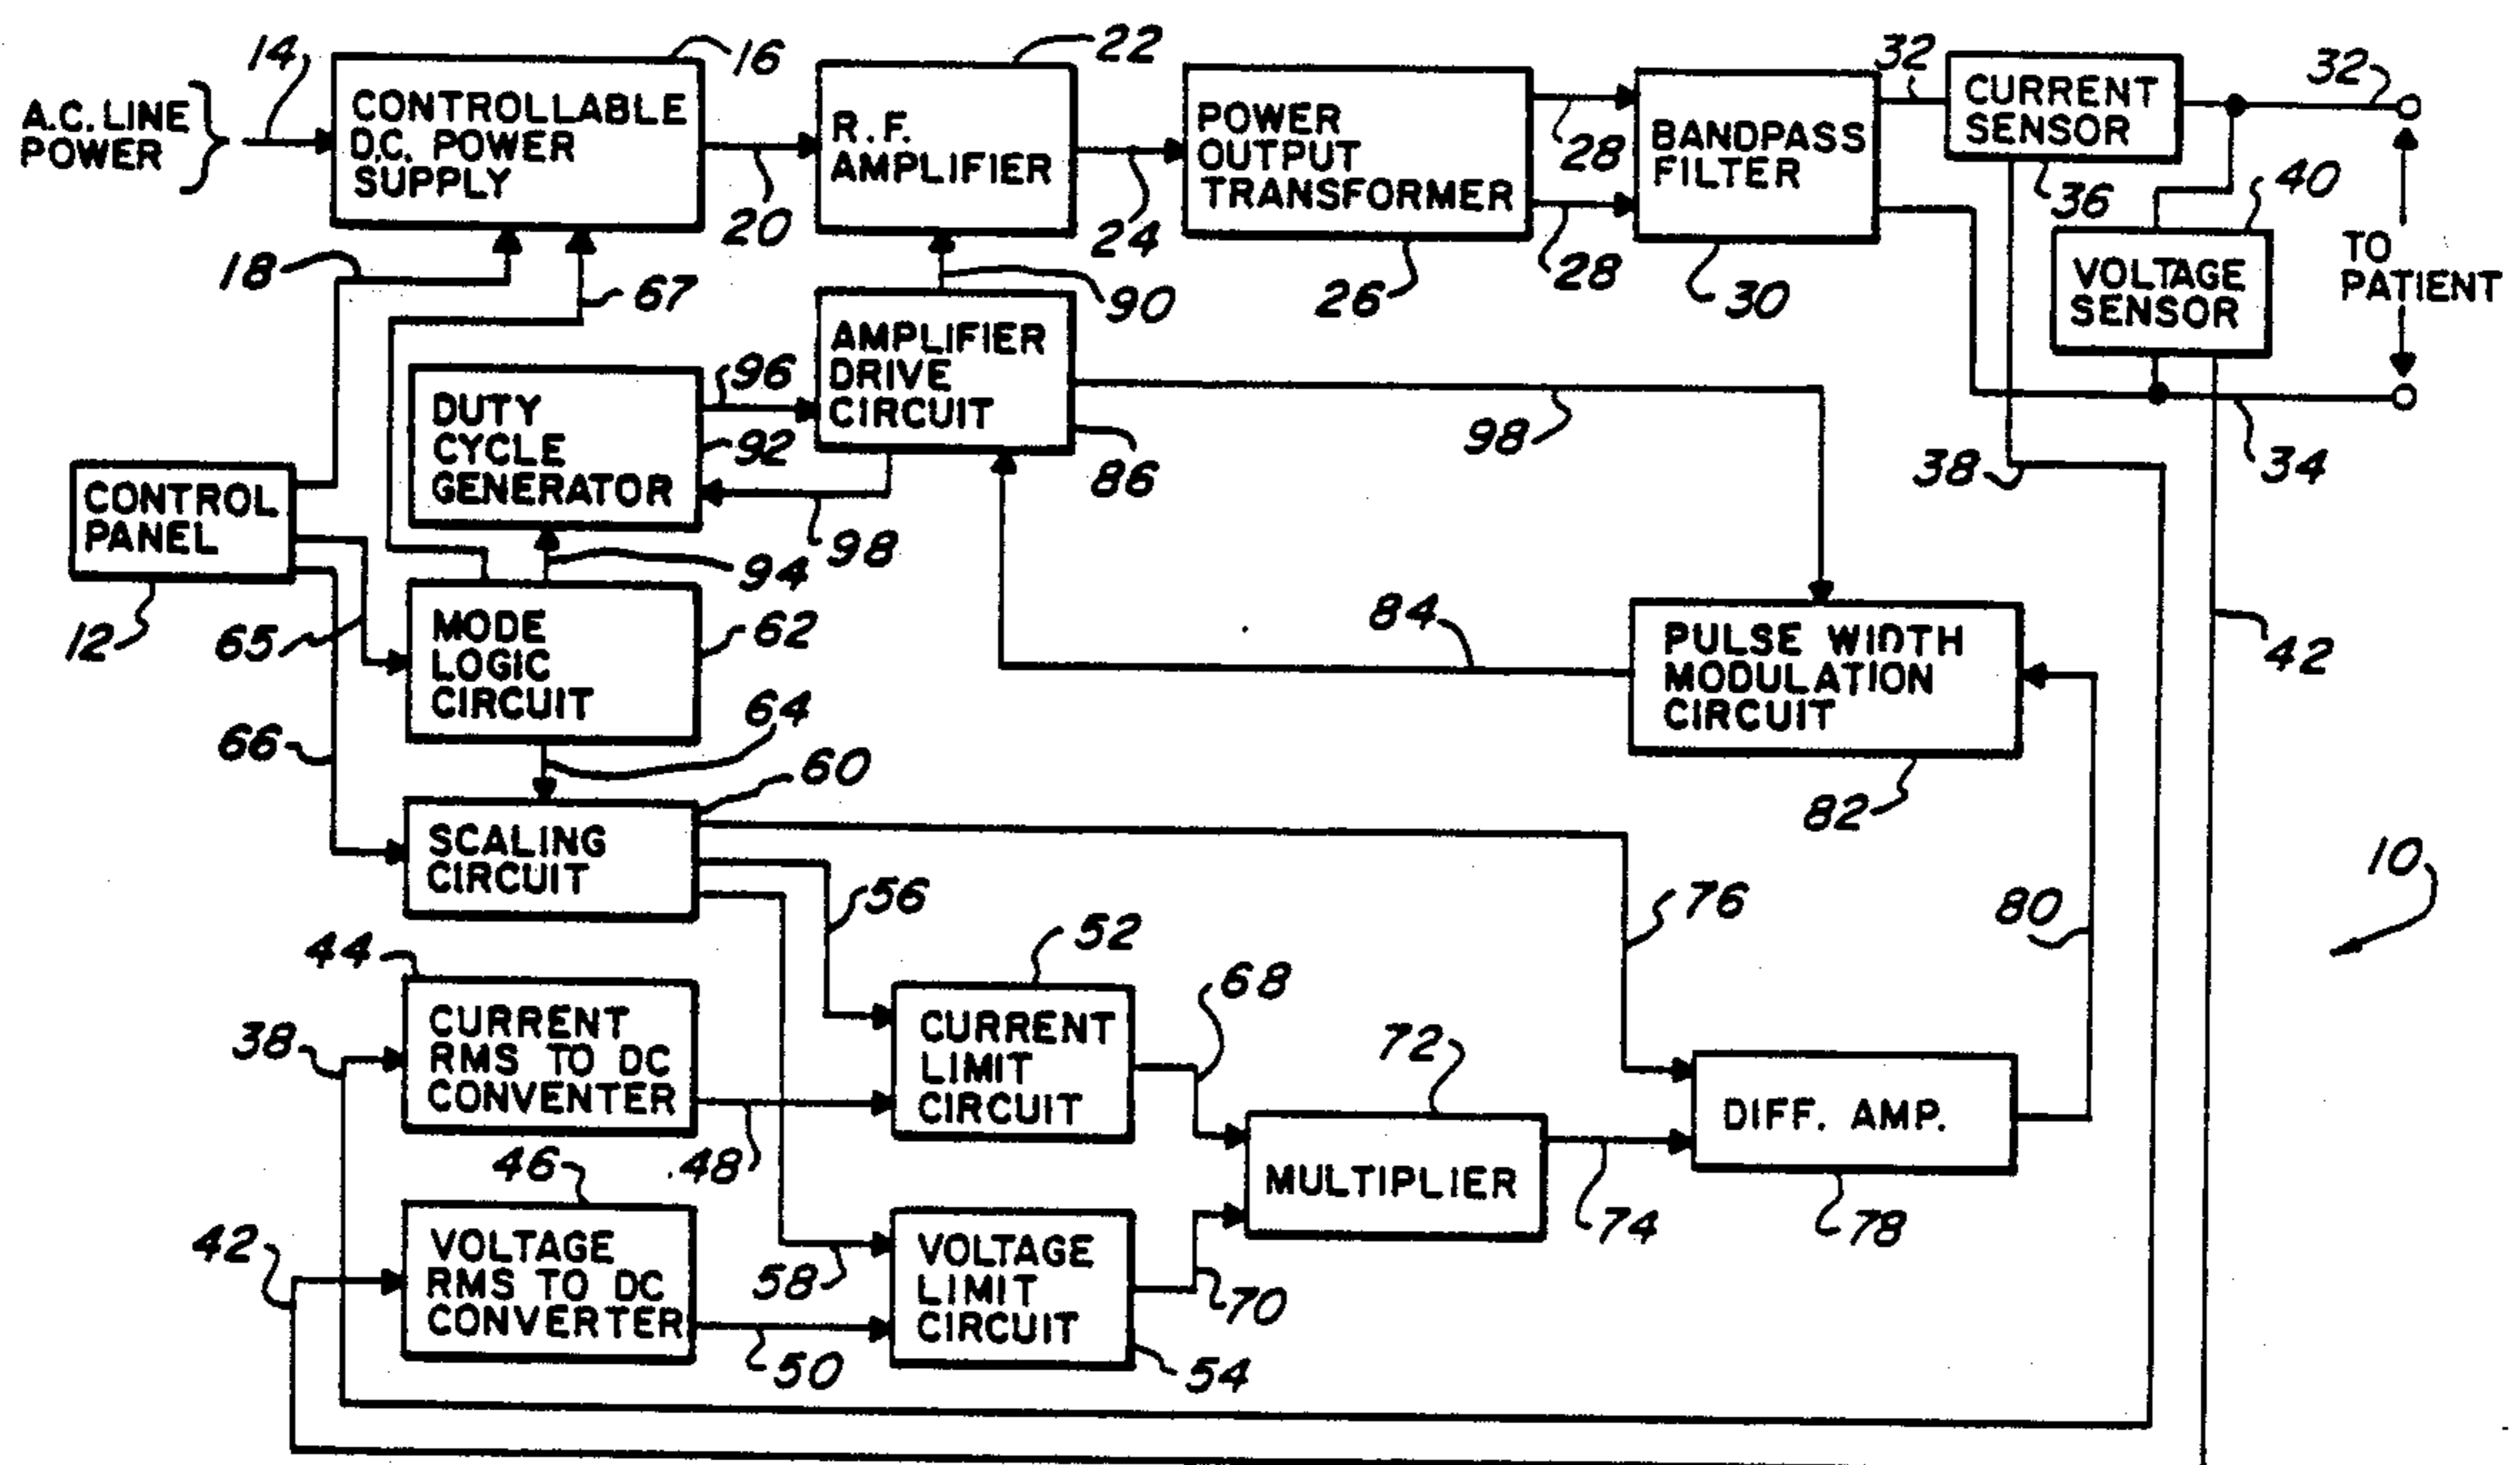 14
16
22
32
32
A.C. LINE
POWER
CONTROLLABLE
D.C. POWER
SUPPLY
R.F.
AMPLIFIER
POWER
OUTPUT
TRANSFORMER
BANDPASS
FILTER
CURRENT
SENSOR
28
28
20
24
26
30
36
40
18
67
90
VOLTAGE
SENSOR
TO
PATIENT
AMPLIFIER
DRIVE
CIRCUIT
96
92
DUTY
CYCLE
GENERATOR
98
86
98
38
34
CONTROL
PANEL
94
12
65
MODE
LOGIC
CIRCUIT
62
84
PULSE WIDTH
MODULATION
CIRCUIT
42
66
64
60
82
SCALING
CIRCUIT
56
76
80
10
44
52
68
38
CURRENT
RMS TO DC
CONVENTER
CURRENT
LIMIT
CIRCUIT
72
48
DIFF. AMP.
46
MULTIPLIER
74
78
42
VOLTAGE
RMS TO DC
CONVERTER
58
VOLTAGE
LIMIT
CIRCUIT
70
50
54